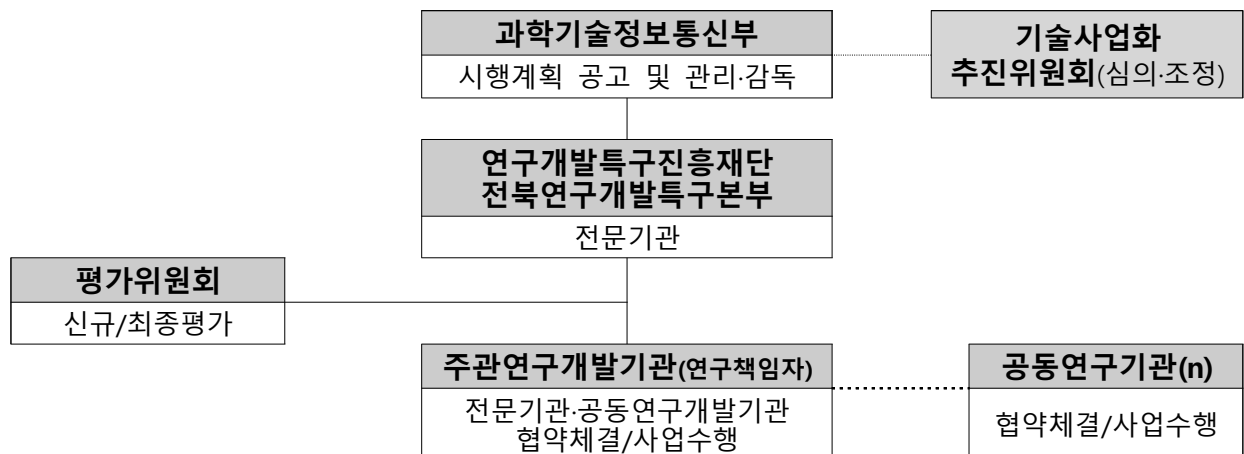 과학기술정보통신부
시행계획 공고 및 관리·감독
기술사업화
추진위원회(심의·조정)
연구개발특구진흥재단
전북연구개발특구본부
전문기관
평가위원회
신규/최종평가
주관연구개발기관(연구책임자)
전문기관·공동연구개발기관
협약체결/사업수행
공동연구기관(n)
협약체결/사업수행